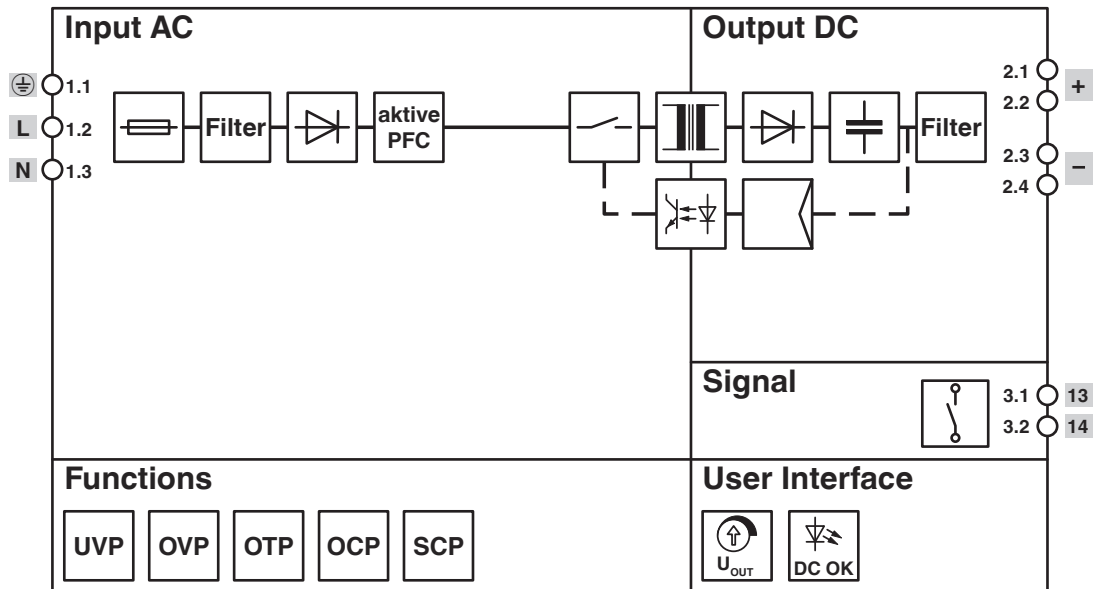 Input AC
Output DC
1.1
L 1.2
N 1.3
Filter
aktive
PFC
Filter
2.1
2.2
+
2.3
2.4
−
Signal
3.1 13
3.2 14
Functions
UVP OVP OTP OCP SCP
User Interface
UOUT
DC OK